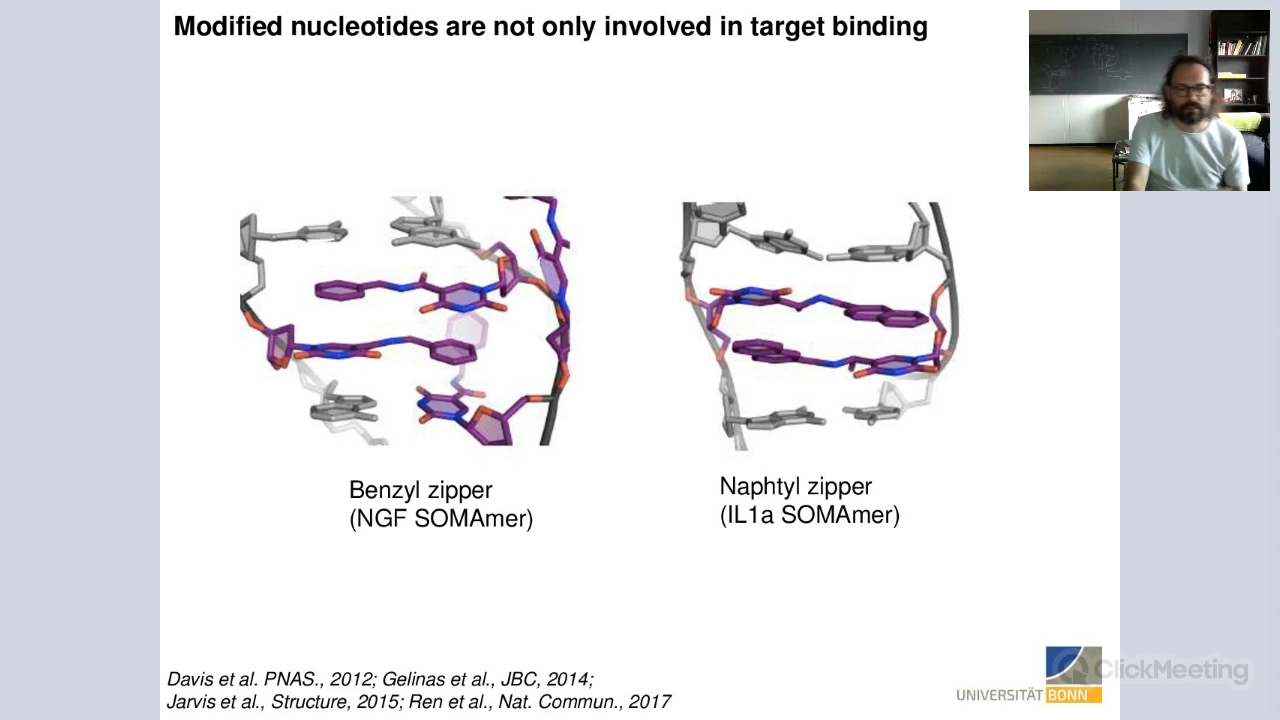 Modified nucleotides are not only involved in target binding
Benzyl zipper
(NGF SOMAmer)
Naphtyl zipper
(IL1a SOMAmer)
Davis et al. PNAS., 2012; Gelinas et al., JBC, 2014;
Jarvis et al., Structure, 2015; Ren et al., Nat. Commun., 2017
UNIVERSITÄT BONN
ClickMeeting